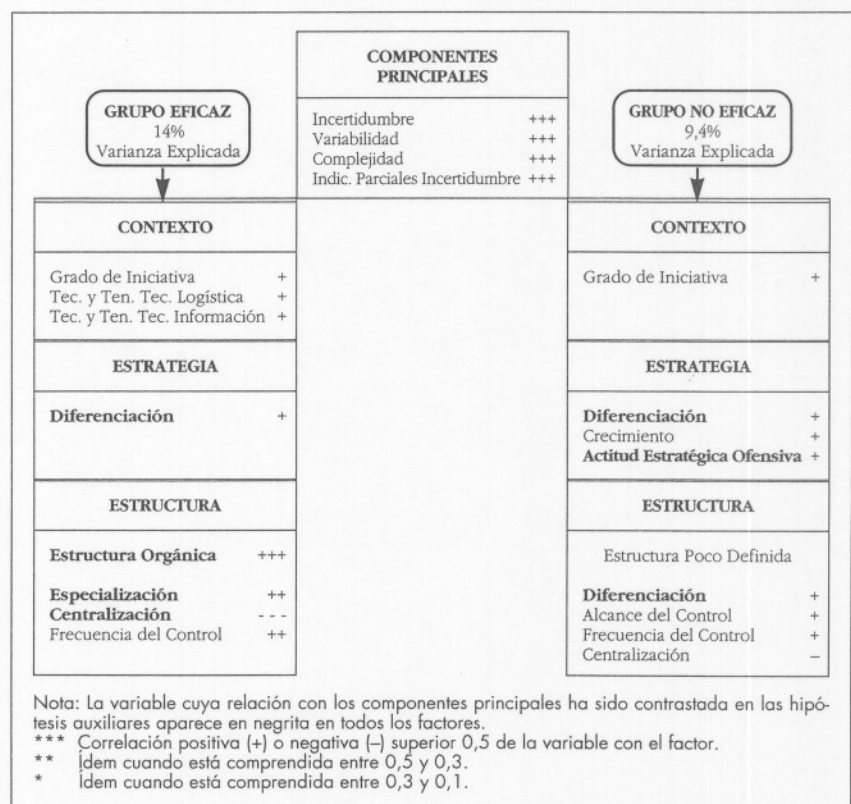 COMPONENTES
PRINCIPALES
Incertidumbre +++
Variabilidad +++
Complejidad +++
Indic. Parciales Incertidumbre +++
GRUPO EFICAZ
14%
Varianza Explicada
CONTEXTO
Grado de Iniciativa +
Tec. y Ten. Tec. Logística +
Tec. y Ten. Tec. Información +
ESTRATEGIA
Diferenciación +
ESTRUCTURA
Estructura Orgánica +++
Especialización ++
Centralización - - -
Frecuencia del Control ++
GRUPO NO EFICAZ
9,4%
Varianza Explicada
CONTEXTO
Grado de Iniciativa +
ESTRATEGIA
Diferenciación +
Crecimiento +
Actitud Estratégica Ofensiva +
ESTRUCTURA
Estructura Poco Definida
Diferenciación +
Alcance del Control +
Frecuencia del Control +
Centralización –
Nota: La variable cuya relación con los componentes principales ha sido contrastada en las hipó-
tesis auxiliares aparece en negrita en todos los factores.
*** Correlación positiva (+) o negativa (–) superior 0,5 de la variable con el factor.
** Ídem cuando está comprendida entre 0,5 y 0,3.
* Ídem cuando está comprendida entre 0,3 y 0,1.